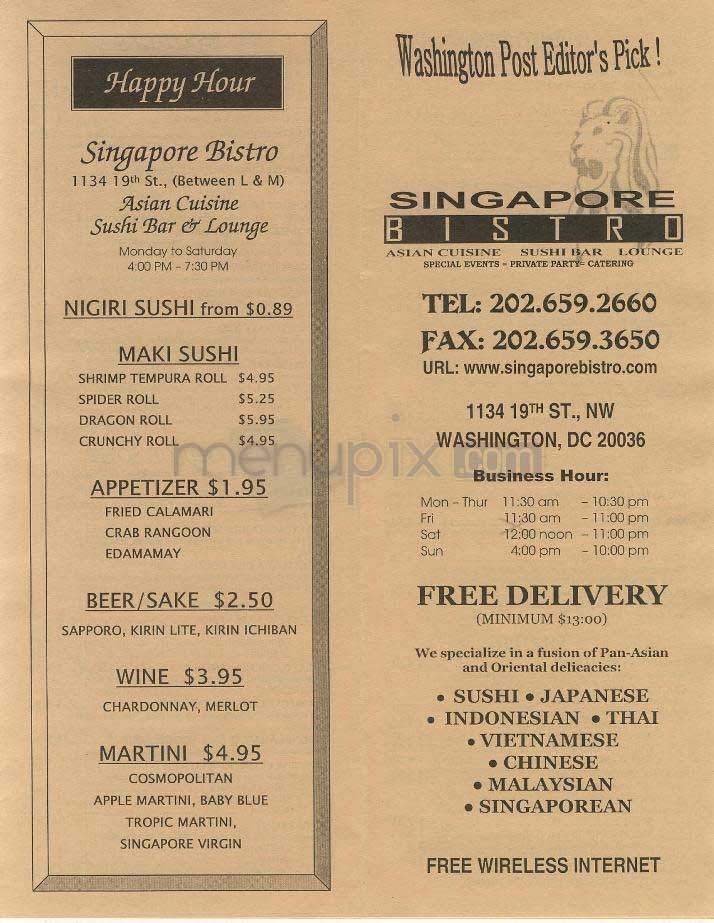 Happy Hour
Singapore Bistro
1134 19th St., (Between L & M)
Asian Cuisine
Sushi Bar & Lounge
Monday to Saturday
4:00 PM – 7:30 PM
NIGIRI SUSHI from $0.89
MAKI SUSHI
SHRIMP TEMPURA ROLL $4.95
SPIDER ROLL $5.25
DRAGON ROLL $5.95
CRUNCHY ROLL $4.95
APPETIZER $1.95
FRIED CALAMARI
CRAB RANGOON
EDAMAMAY
BEER/SAKE $2.50
SAPPORO, KIRIN LITE, KIRIN ICHIBAN
WINE $3.95
CHARDONNAY, MERLOT
MARTINI $4.95
COSMOPOLITAN
APPLE MARTINI, BABY BLUE
TROPIC MARTINI,
SINGAPORE VIRGIN
Washington Post Editor's Pick !
SINGAPORE
BISTRO
ASIAN CUISINE SUSHI BAR LOUNGE
SPECIAL EVENTS – PRIVATE PARTY– CATERING
TEL: 202.659.2660
FAX: 202.659.3650
URL: www.singaporebistro.com
1134 19TH ST., NW
WASHINGTON, DC 20036
menupix.com
Business Hour:
Mon – Thur 11:30 am – 10:30 pm
Fri 11:30 am – 11:00 pm
Sat 12:00 noon – 11:00 pm
Sun 4:00 pm – 10:00 pm
FREE DELIVERY
(MINIMUM $13:00)
We specialize in a fusion of Pan-Asian
and Oriental delicacies:
• SUSHI • JAPANESE
• INDONESIAN • THAI
• VIETNAMESE
• CHINESE
• MALAYSIAN
• SINGAPOREAN
FREE WIRELESS INTERNET